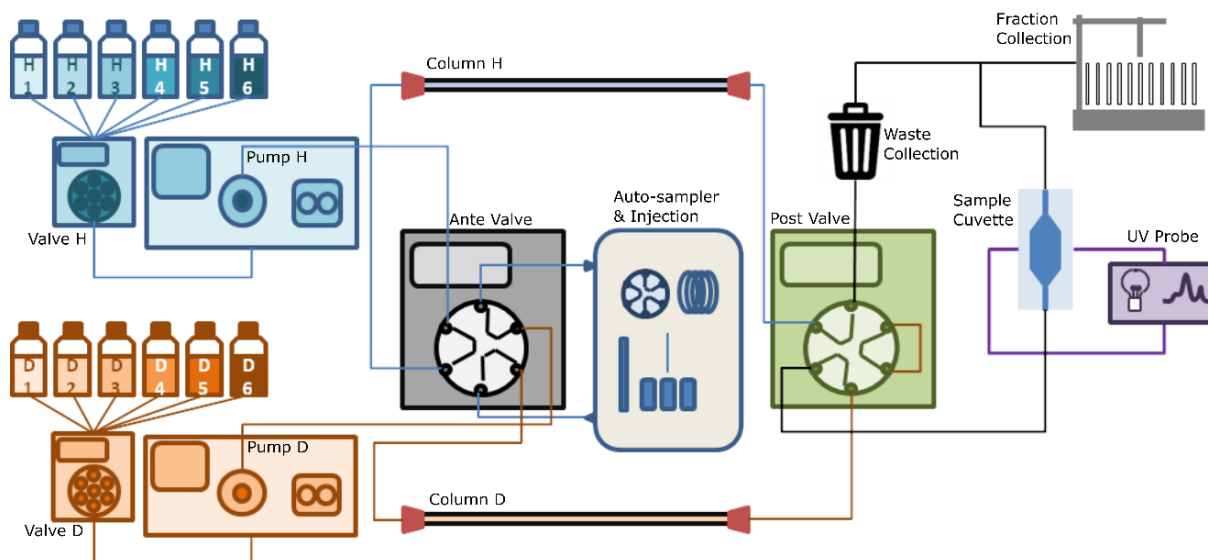 H H H H H H
1 2 3 4 5 6
Pump H
Valve H
Column H
Ante Valve
Auto-sampler
& Injection
Post Valve
Waste
Collection
Fraction
Collection
Sample
Cuvette
UV Probe
D D D D D D
1 2 3 4 5 6
Pump D
Valve D
Column D